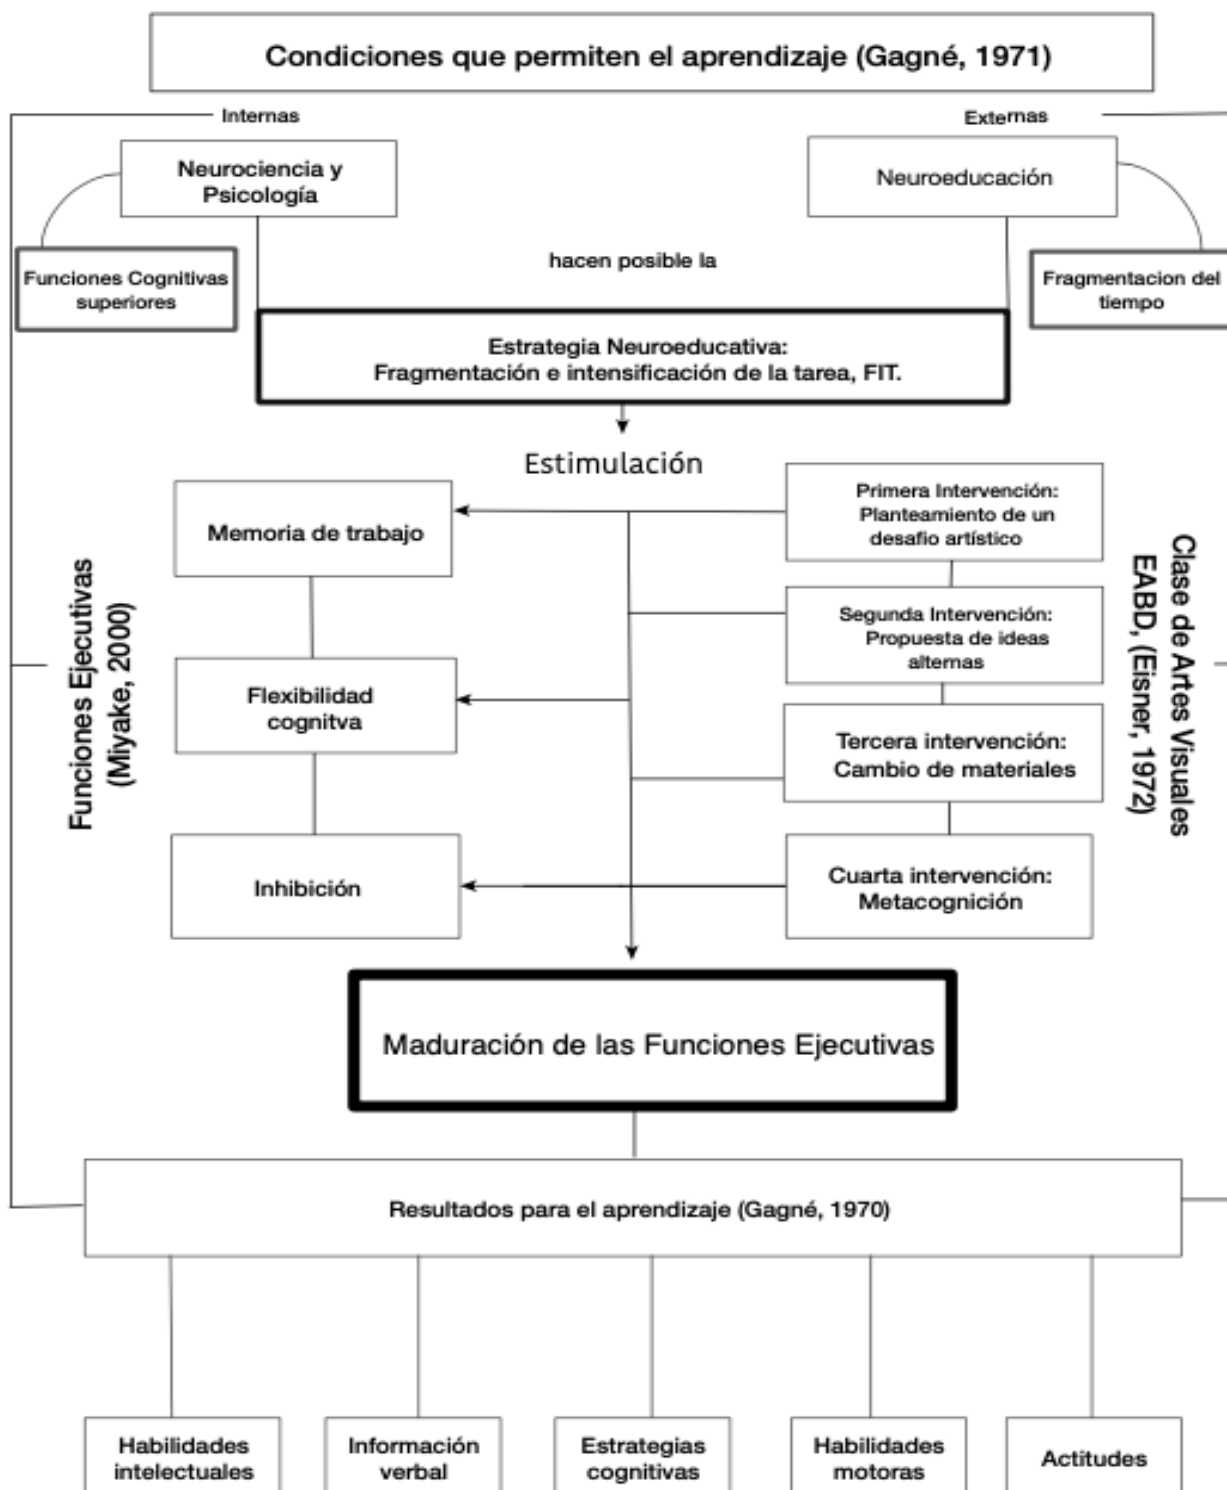 Condiciones que permiten el aprendizaje (Gagné, 1971)
Internas
Externas
Neurociencia y
Psicología
Neuroeducación
Funciones Cognitivas
superiores
hacen posible la
Fragmentacion del
tiempo
Estrategia Neuroeducativa:
Fragmentación e intensificación de la tarea, FIT.
Estimulación
Funciones Ejecutivas
(Miyake, 2000)
Memoria de trabajo
Flexibilidad
cognitva
Inhibición
Primera Intervención:
Planteamiento de un
desafio artístico
Segunda Intervención:
Propuesta de ideas
alternas
Tercera intervención:
Cambio de materiales
Cuarta intervención:
Metacognición
Clase de Artes Visuales
EABD, (Eisner, 1972)
Maduración de las Funciones Ejecutivas
Resultados para el aprendizaje (Gagné, 1970)
Habilidades
intelectuales
Información
verbal
Estrategias
cognitivas
Habilidades
motoras
Actitudes